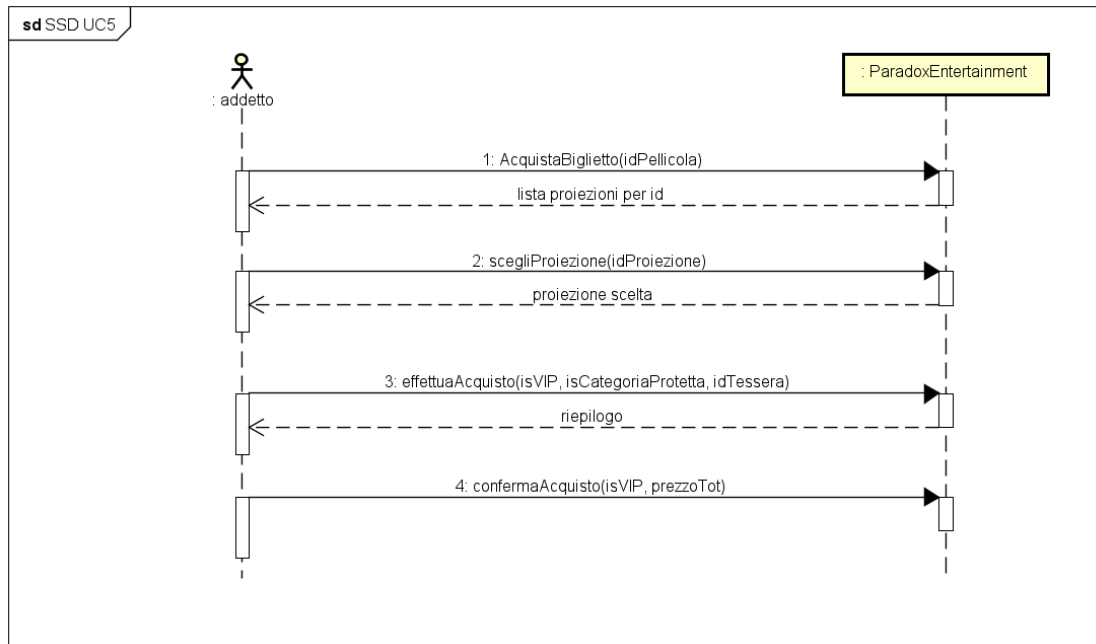 sd SSD UC5
: addetto
: ParadoxEntertainment
1: AcquistaBiglietto(idPellicola)
lista proiezioni per id
2: scegliProiezione(idProiezione)
proiezione scelta
3: effettuaAcquisto(isVIP, isCategoriaProtetta, idTessera)
riepilogo
4: confermaAcquisto(isVIP, prezzoTot)